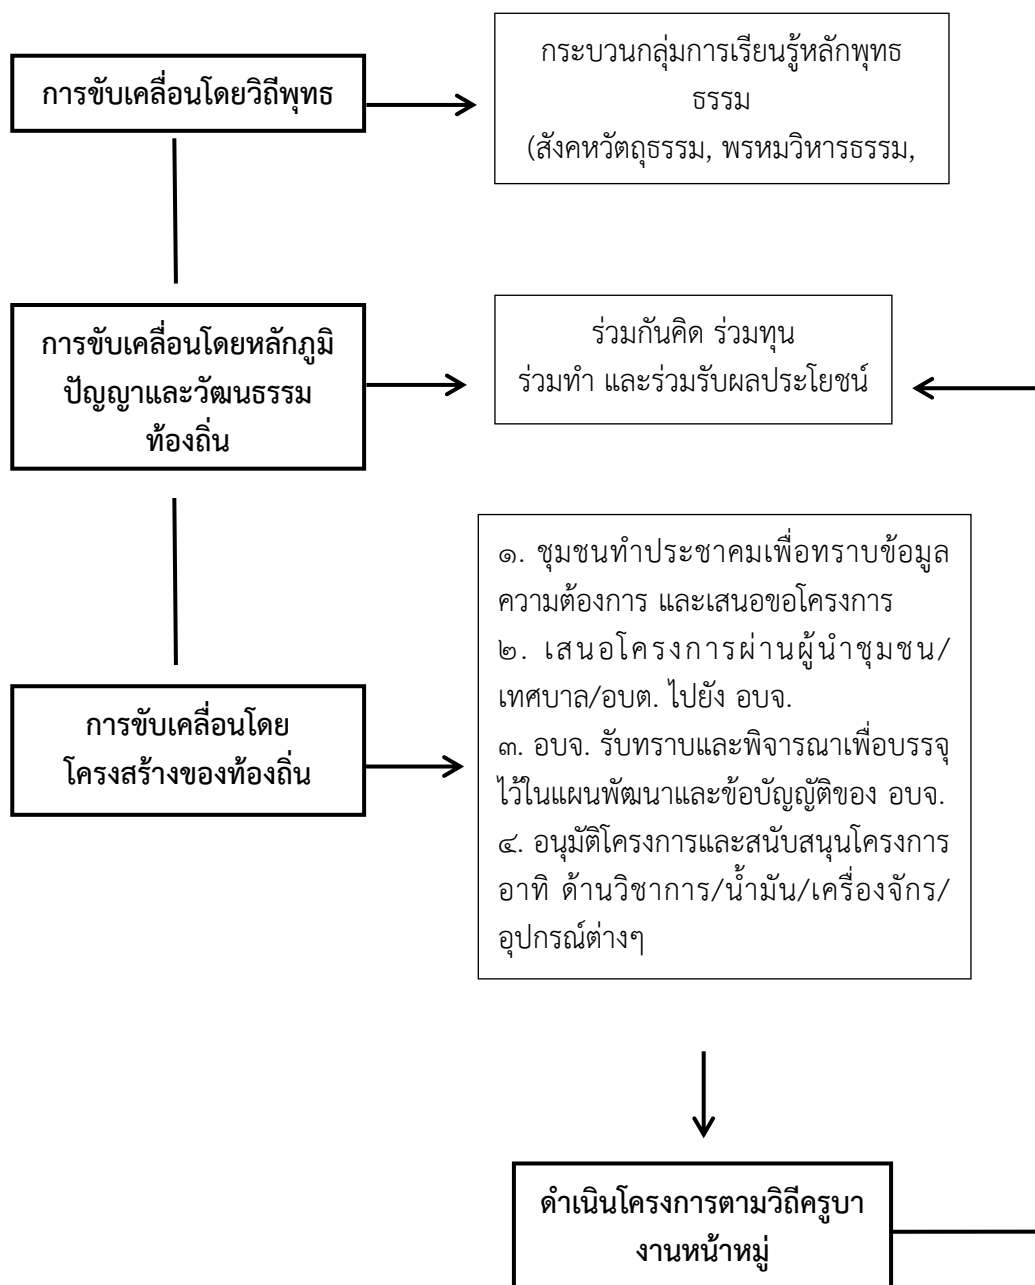 การขับเคลื่อนโดยวิถีพุทธ
กระบวนกลุ่มการเรียนรู้หลักพุทธ
ธรรม
(สังคหวัตถุธรรม, พรหมวิหารธรรม,
การขับเคลื่อนโดยหลักภูมิ
ปัญญาและวัฒนธรรม
ท้องถิ่น
ร่วมกันคิด ร่วมทุน
ร่วมทำ และร่วมรับผลประโยชน์
การขับเคลื่อนโดย
โครงสร้างของท้องถิ่น
๑. ชุมชนทำประชาคมเพื่อทราบข้อมูล
ความต้องการ และเสนอขอโครงการ
๒. เสนอโครงการผ่านผู้นำชุมชน/
เทศบาล/อบต. ไปยัง อบจ.
๓. อบจ. รับทราบและพิจารณาเพื่อบรรจุ
ไว้ในแผนพัฒนาและข้อบัญญัติของ อบจ.
๔. อนุมัติโครงการและสนับสนุนโครงการ
อาทิ ด้านวิชาการ/น้ำมัน/เครื่องจักร/
อุปกรณ์ต่างๆ
ดำเนินโครงการตามวิถีครูบา
งานหน้าหมู่